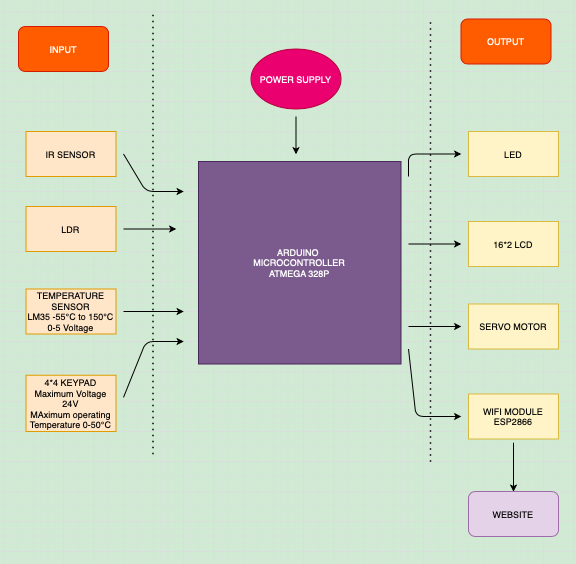 INPUT
OUTPUT
POWER SUPPLY
IR SENSOR
LDR
TEMPERATURE
SENSOR
LM35 -55°C to 150°C
0-5 Voltage
4*4 KEYPAD
Maximum Voltage
24V
MAximum operating
Temperature 0-50°C
ARDUINO
MICROCONTROLLER
ATMEGA 328P
LED
16*2 LCD
SERVO MOTOR
WIFI MODULE
ESP2866
WEBSITE